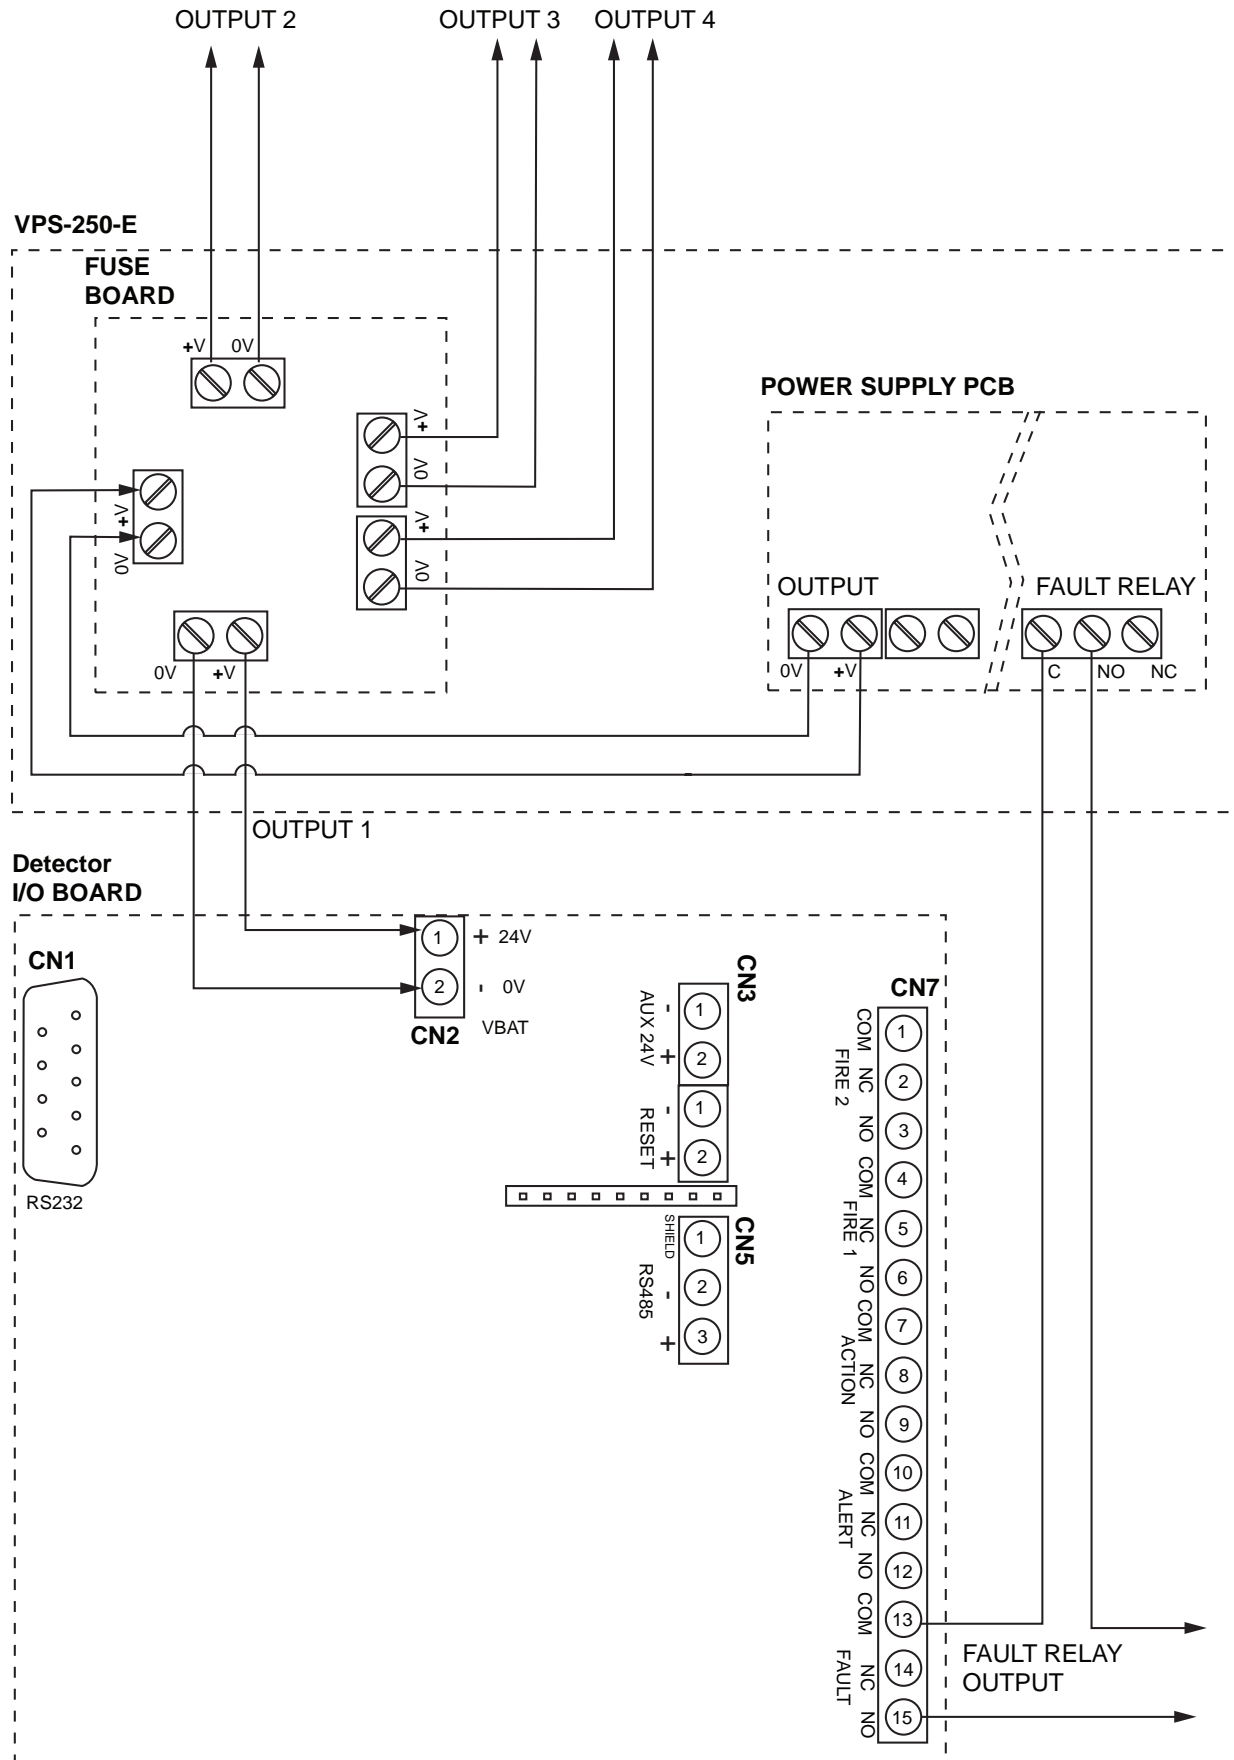 OUTPUT 2
OUTPUT 3
OUTPUT 4
VPS-250-E
FUSE
BOARD
+V 0V
+V
0V
+V
0V
+V
0V
0V +V
POWER SUPPLY PCB
OUTPUT
FAULT RELAY
0V +V
C NO NC
OUTPUT 1
Detector
I/O BOARD
CN1
RS232
1 + 24V
2 - 0V
CN2
VBAT
CN3
AUX 24V
- 1
+ 2
RESET
- 1
+ 2
CN5
SHIELD 1
RS485
- 2
+ 3
CN7
COM 1
NC 2
FIRE 2
NO 3
COM 4
NC 5
FIRE 1
NO 6
COM 7
NC 8
ACTION
NO 9
COM 10
NC 11
ALERT
NO 12
COM 13
NC 14
FAULT
NO 15
FAULT RELAY
OUTPUT